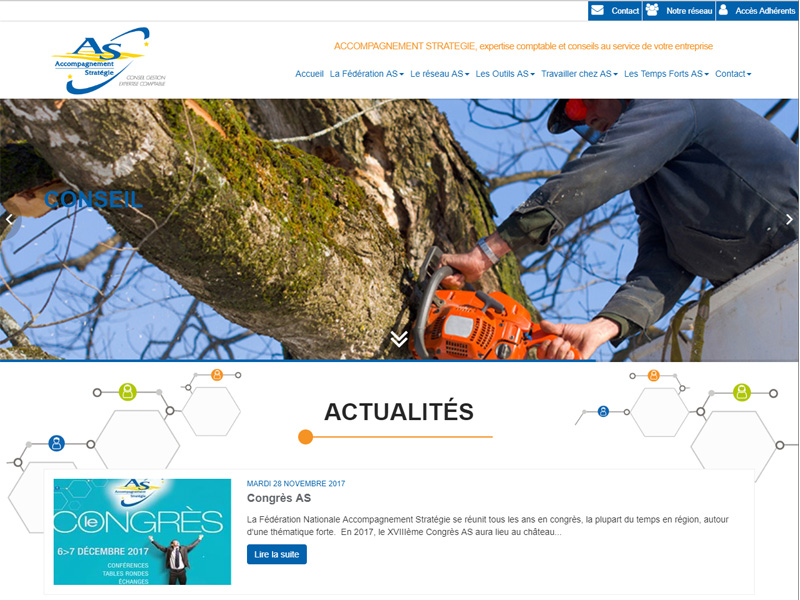 Contact
Notre réseau
Accès Adhérents
AS
Accompagnement
Stratégie
CONSEIL GESTION
EXPERTISE COMPTABLE
ACCOMPAGNEMENT STRATEGIE, expertise comptable et conseils au service de votre entreprise
Accueil La Fédération AS Le réseau AS Les Outils AS Travailler chez AS Les Temps Forts AS Contact
CONSEIL
ACTUALITÉS
AS
Accompagnement
Stratégie
le CONGRÈS
6>7 DÉCEMBRE 2017
CONFÉRENCES
TABLES RONDES
ÉCHANGES
MARDI 28 NOVEMBRE 2017
Congrès AS
La Fédération Nationale Accompagnement Stratégie se réunit tous les ans en congrès, la plupart du temps en région, autour
d'une thématique forte. En 2017, le XVIIIème Congrès AS aura lieu au château...
Lire la suite